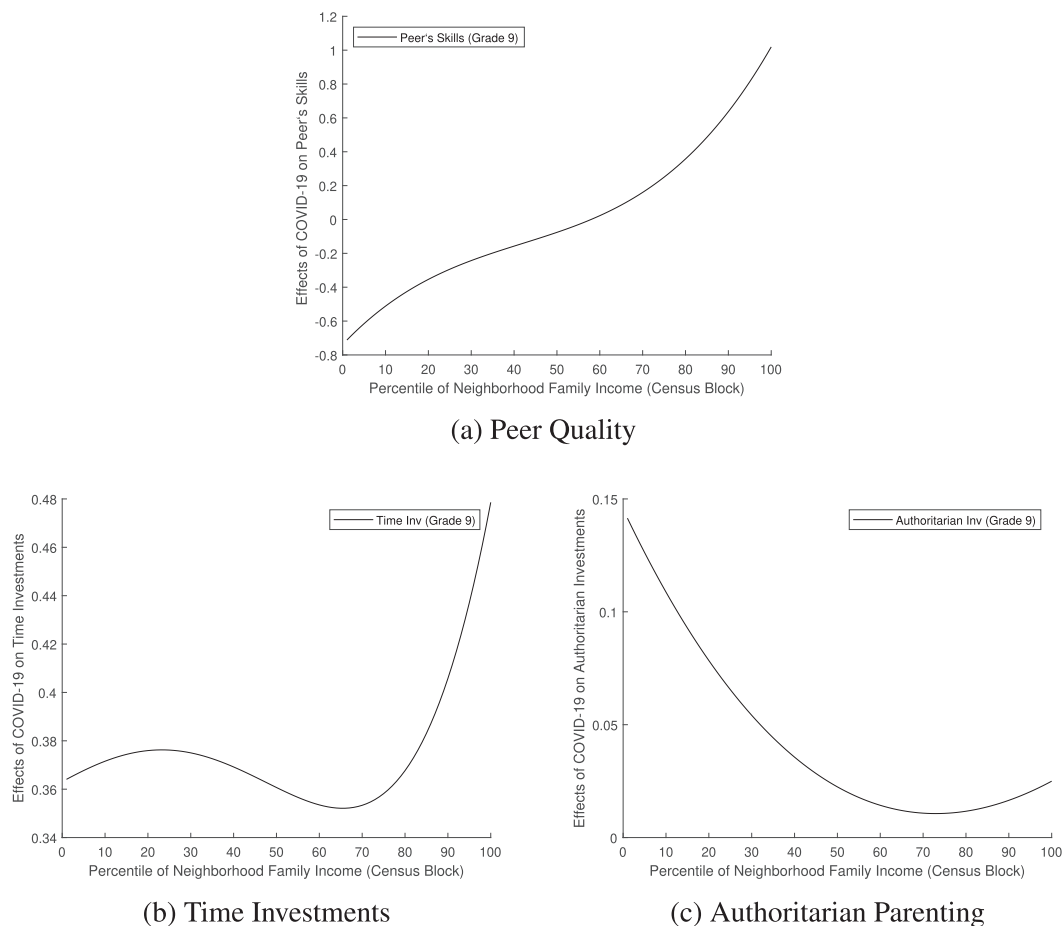 Effects of COVID-19 on Peer's Skills
1.2
1
0.8
0.6
0.4
0.2
0
-0.2
-0.4
-0.6
-0.8
Peer's Skills (Grade 9)
0 10 20 30 40 50 60 70 80 90 100
Percentile of Neighborhood Family Income (Census Block)
(a) Peer Quality
Effects of COVID-19 on Time Investments
0.48
0.46
0.44
0.42
0.4
0.38
0.36
0.34
Time Inv (Grade 9)
0 10 20 30 40 50 60 70 80 90 100
Percentile of Neighborhood Family Income (Census Block)
(b) Time Investments
Effects of COVID-19 on Authoritarian Investments
0.15
0.1
0.05
0
Authoritarian Inv (Grade 9)
0 10 20 30 40 50 60 70 80 90 100
Percentile of Neighborhood Family Income (Census Block)
(c) Authoritarian Parenting